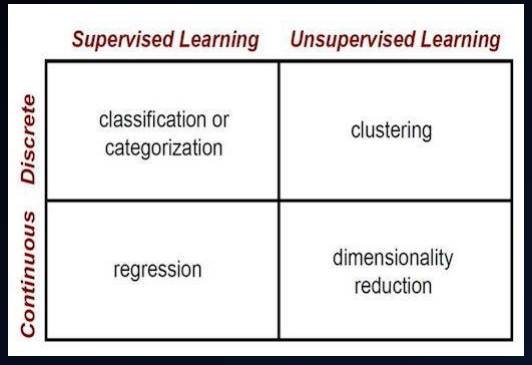 Supervised Learning
Unsupervised Learning
Discrete
classification or
categorization
clustering
Continuous
regression
dimensionality
reduction